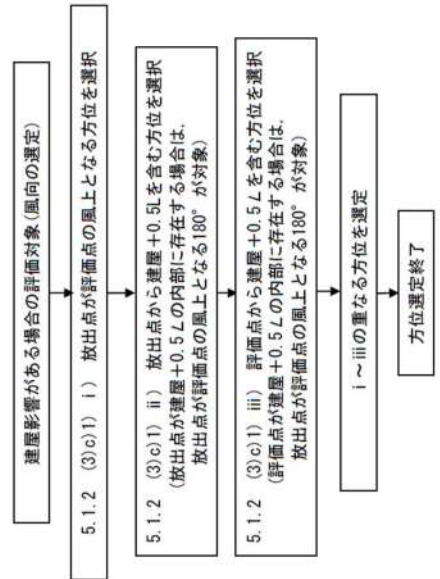 建屋影響がある場合の評価対象(風向の選定)
5.1.2 (3)c)1) ⅰ) 放出点が評価点の風上となる方位を選択
5.1.2 (3)c)1) ⅱ) 放出点から建屋+0.5Lを含む方位を選択
(放出点が建屋+0.5Lの内部に存在する場合は,
放出点が評価点の風上となる180°が対象)
5.1.2 (3)c)1) ⅲ) 評価点から建屋+0.5Lを含む方位を選択
(評価点が建屋+0.5Lの内部に存在する場合は,
放出点が評価点の風上となる180°が対象)
ⅰ~ⅲの重なる方位を選定
方位選定終了